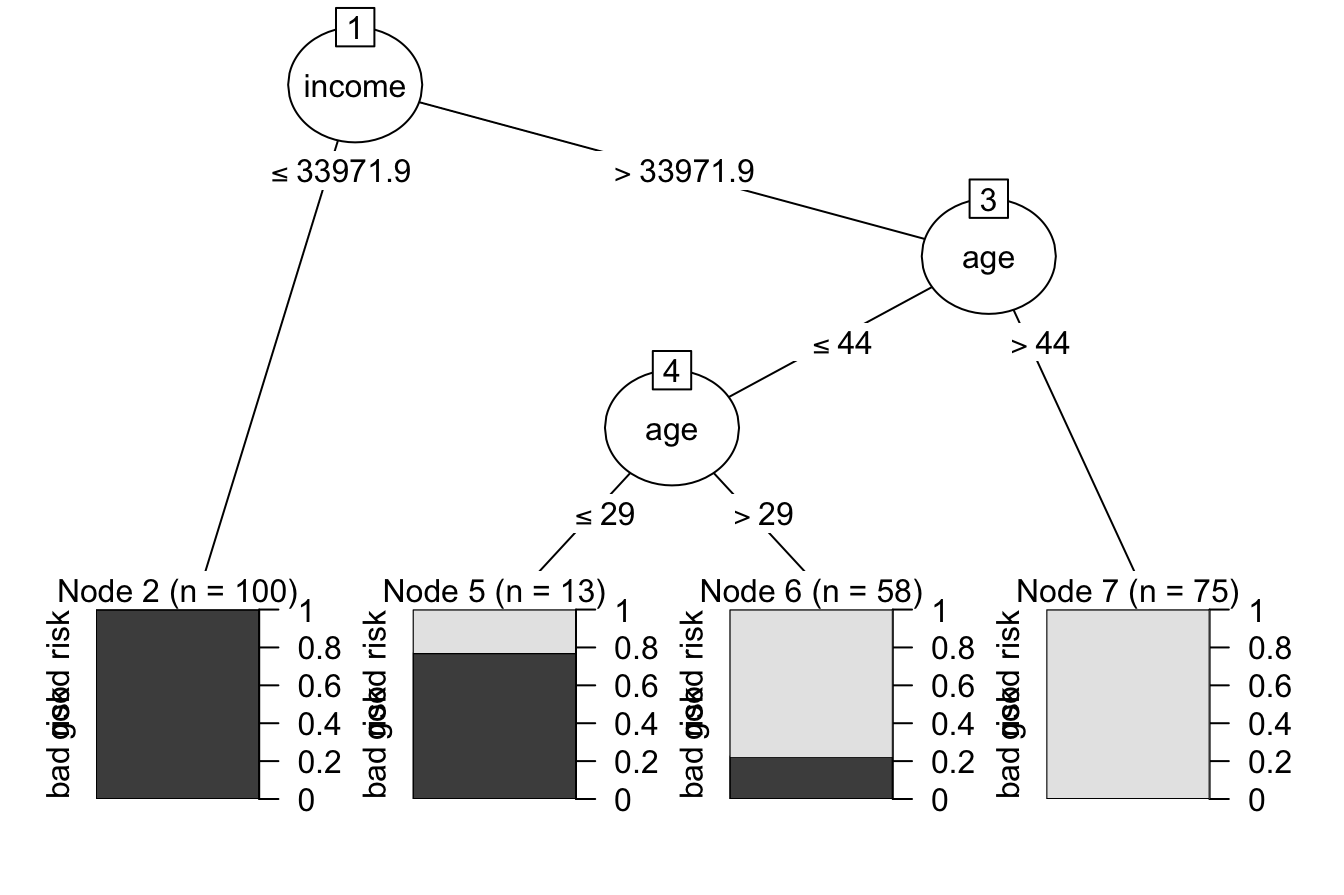 1
income
≤ 33971.9
> 33971.9
3
age
≤ 44
> 44
4
age
≤ 29
> 29
Node 2 (n = 100)
bad risk
good risk
1
0.8
0.6
0.4
0.2
0
Node 5 (n = 13)
bad risk
good risk
1
0.8
0.6
0.4
0.2
0
Node 6 (n = 58)
bad risk
good risk
1
0.8
0.6
0.4
0.2
0
Node 7 (n = 75)
bad risk
good risk
1
0.8
0.6
0.4
0.2
0